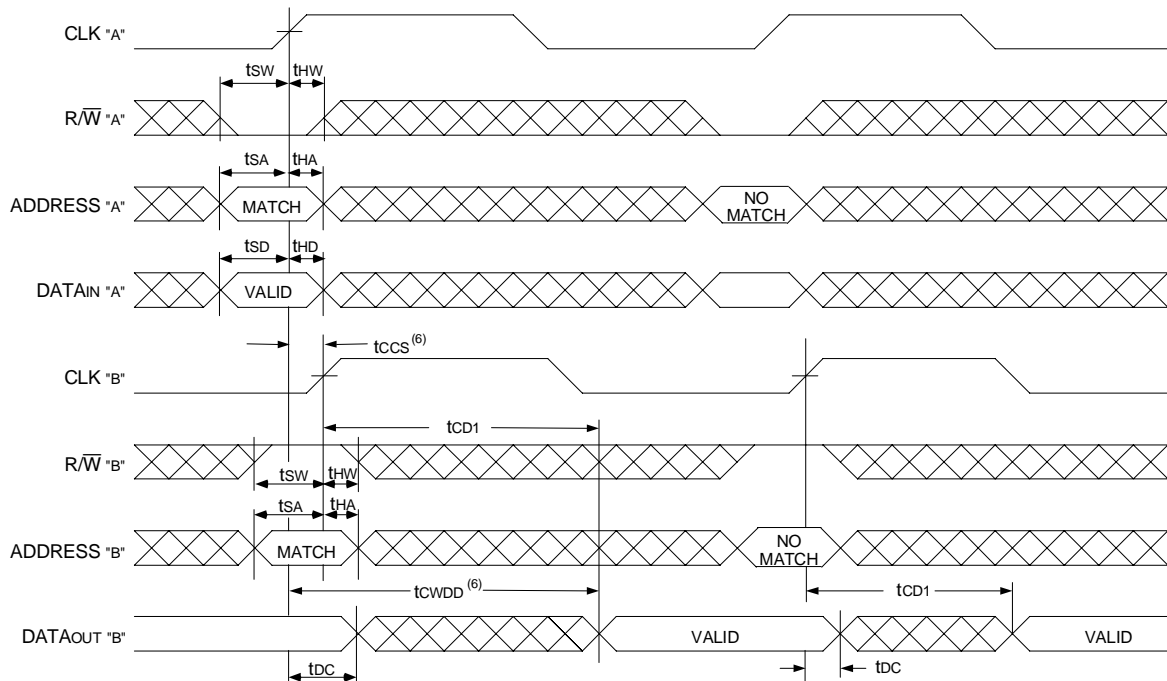 CLK "A"
tSW tHW
R/W̅ "A"
tSA tHA
ADDRESS "A" MATCH NO MATCH
tSD tHD
DATAIN "A" VALID
tCCS (6)
CLK "B"
tCD1
R/W̅ "B"
tSW tHW
tSA tHA
ADDRESS "B" MATCH NO MATCH
tCWDD (6) tCD1
DATAOUT "B" VALID VALID
tDC tDC